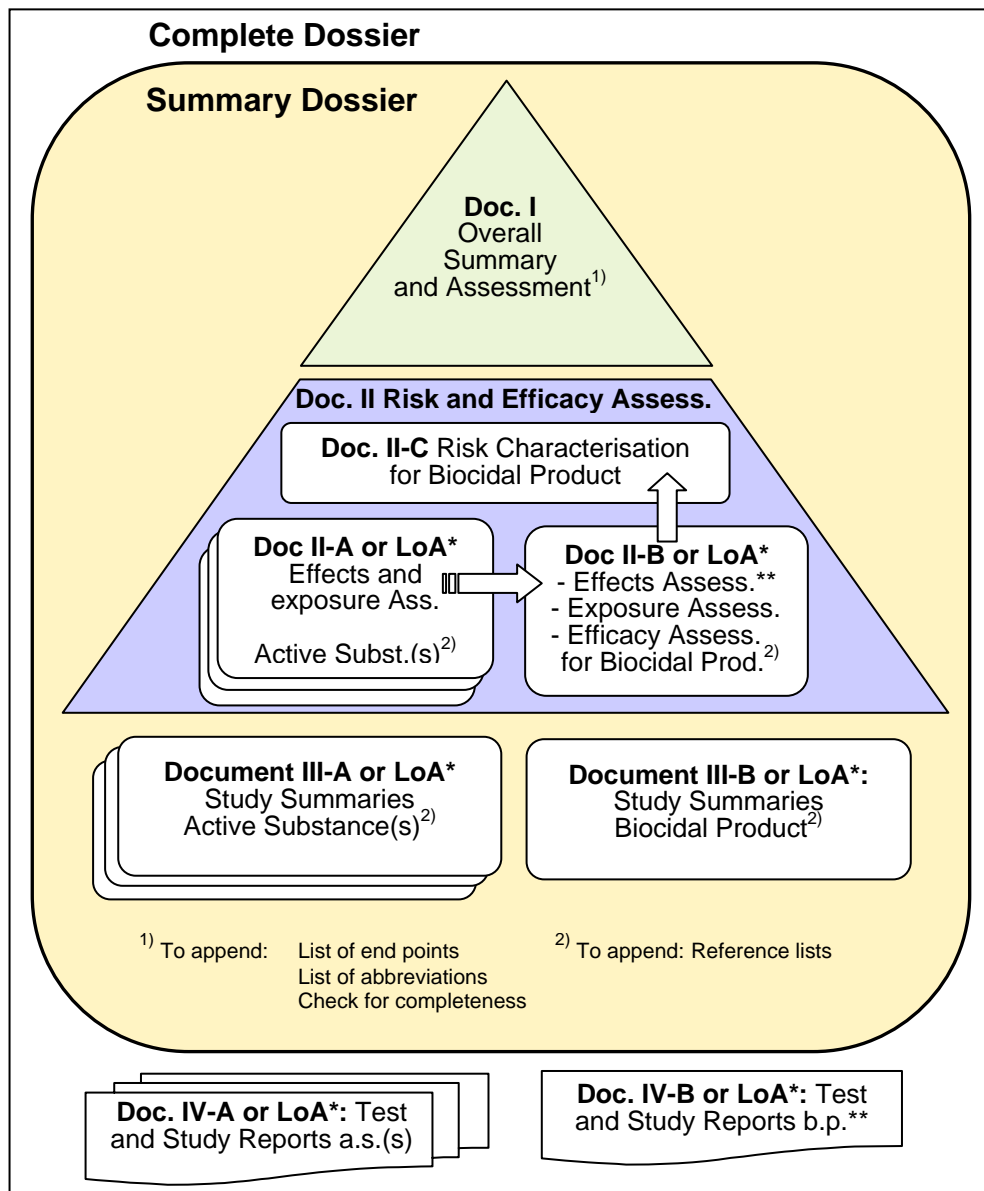 Complete Dossier
Summary Dossier
Doc. I
Overall
Summary
and Assessment1)
Doc. II Risk and Efficacy Assess.
Doc. II-C Risk Characterisation
for Biocidal Product
Doc II-A or LoA*
Effects and
exposure Ass.
Active Subst.(s)2)
Doc II-B or LoA*
- Effects Assess.**
- Exposure Assess.
- Efficacy Assess.
for Biocidal Prod.2)
Document III-A or LoA*
Study Summaries
Active Substance(s)2)
Document III-B or LoA*:
Study Summaries
Biocidal Product2)
1) To append: List of end points
List of abbreviations
Check for completeness
2) To append: Reference lists
Doc. IV-A or LoA*: Test
and Study Reports a.s.(s)
Doc. IV-B or LoA*: Test
and Study Reports b.p.**